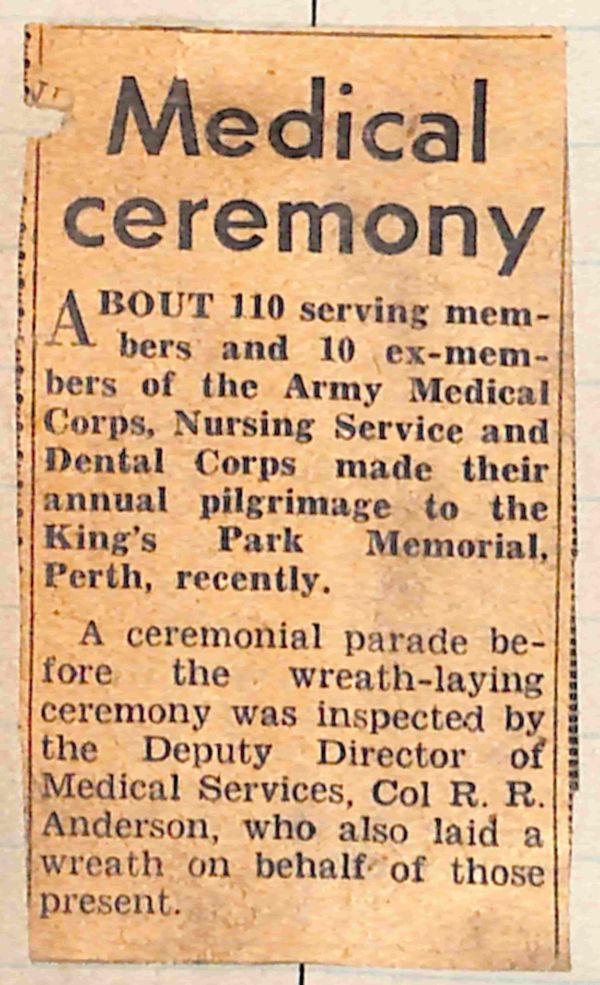 Medical
ceremony
ABOUT 110 serving mem-
bers and 10 ex-mem-
bers of the Army Medical
Corps, Nursing Service and
Dental Corps made their
annual pilgrimage to the
King's Park Memorial,
Perth, recently.
A ceremonial parade be-
fore the wreath-laying
ceremony was inspected by
the Deputy Director of
Medical Services, Col R. R.
Anderson, who also laid a
wreath on behalf of those
present.